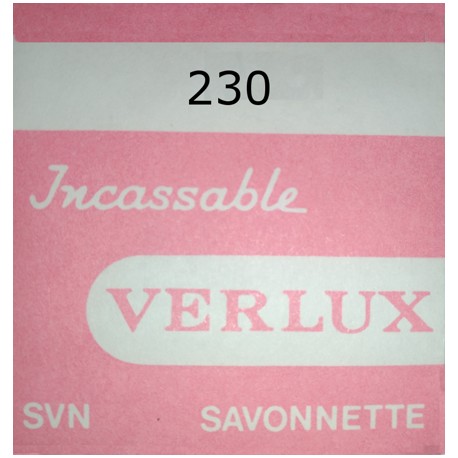 230
Incassable
VERLUX
SVN SAVONNETTE